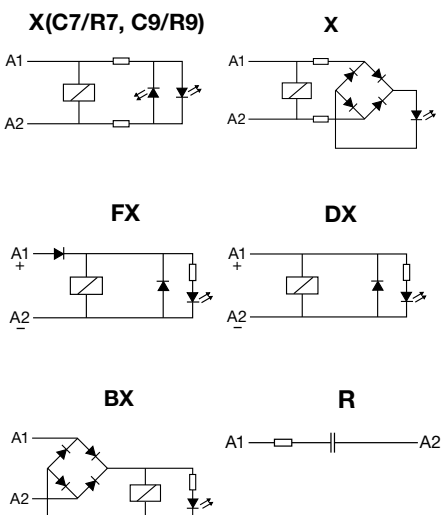 X(C7/R7, C9/R9)
X
A1
A2
A1
A2
FX
DX
A1
+
A2
−
A1
+
A2
−
BX
R
A1
A2
A1
A2